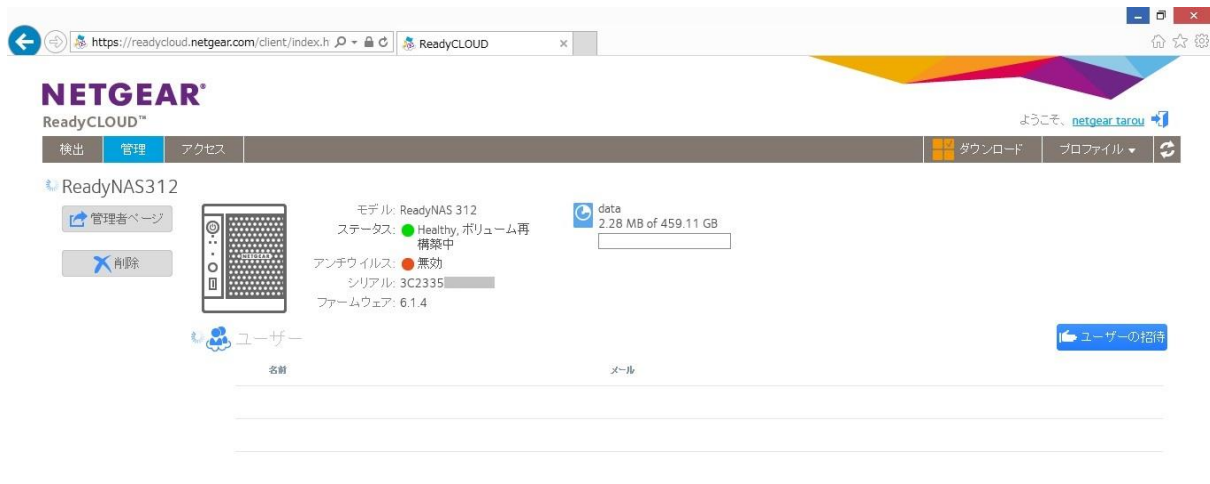 https://readycloud.netgear.com/client/index.h
ReadyCLOUD
NETGEAR®
ReadyCLOUD™
ようこそ、netgear tarou
検出 管理 アクセス ダウンロード プロファイル
ReadyNAS312
管理者ページ
削除
NETGEAR
モデル: ReadyNAS 312
ステータス: Healthy, ボリューム再
構築中
アンチウイルス: 無効
シリアル: 3C2335
ファームウェア: 6.1.4
data
2.28 MB of 459.11 GB
ユーザー
ユーザーの招待
名前 メール